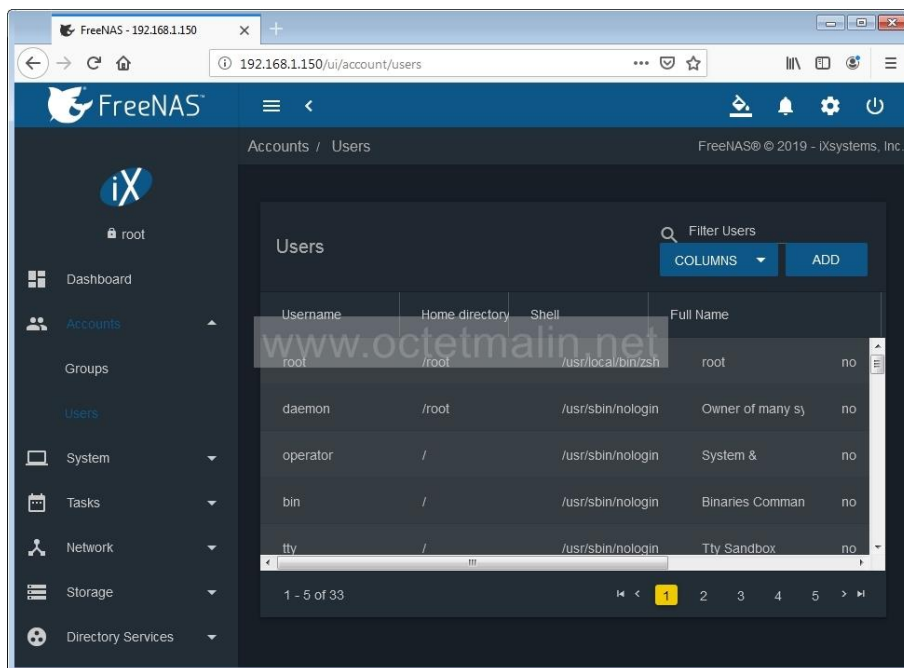 FreeNAS - 192.168.1.150
192.168.1.150/ui/account/users
FreeNAS
Accounts / Users
FreeNAS® © 2019 - iXsystems, Inc.
iX
root
Dashboard
Accounts
Groups
Users
System
Tasks
Network
Storage
Directory Services
Users
Filter Users
COLUMNS
ADD
Username Home directory Shell Full Name
www.octetmalin.net
root /root /usr/local/bin/zsh root no
daemon /root /usr/sbin/nologin Owner of many sy no
operator / /usr/sbin/nologin System & no
bin / /usr/sbin/nologin Binaries Comman no
tty / /usr/sbin/nologin Tty Sandbox no
1 - 5 of 33
1 2 3 4 5